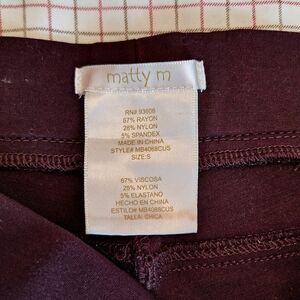 matty m
RN# 93608
67% RAYON
28% NYLON
5% SPANDEX
MADE IN CHINA
STYLE# MB4068CUS
SIZE:S
67% VISCOSA
28% NYLON
5% ELASTANO
HECHO EN CHINA
ESTILO# MB4068CUS
TALLA: CHICA